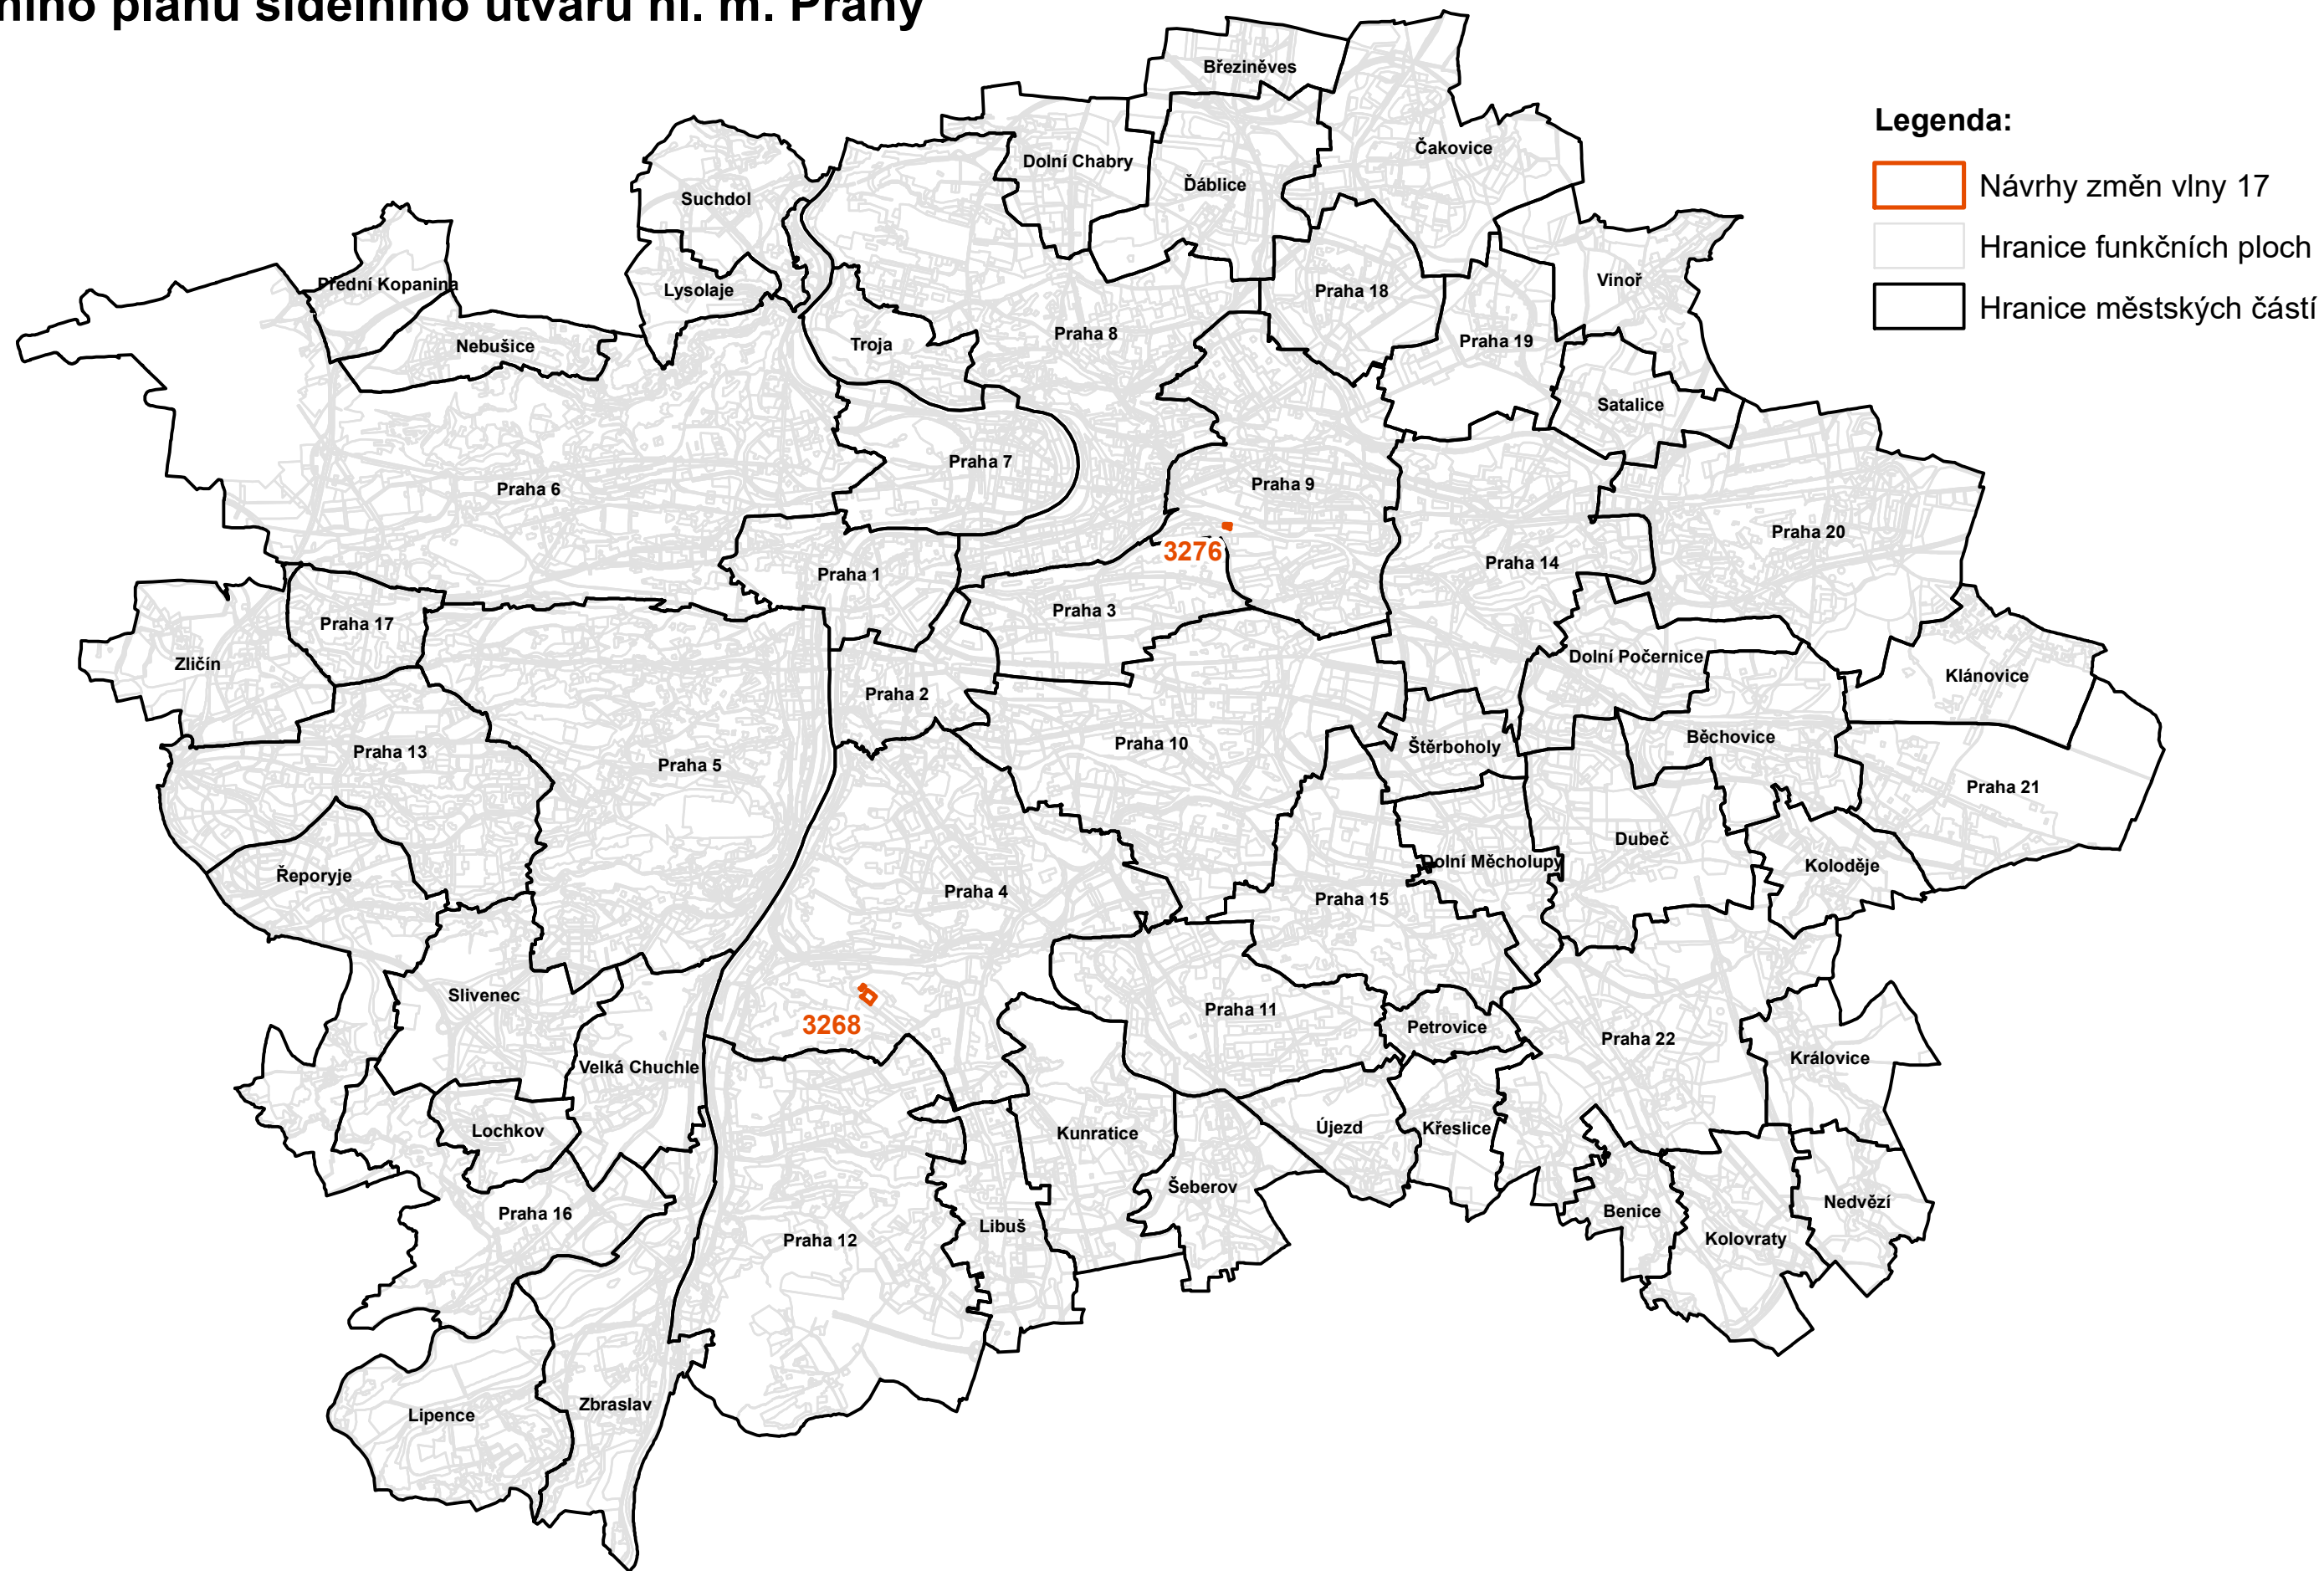 ního plánu sídelního útvaru hl. m. Prahy
Legenda:
Návrhy změn vlny 17
Hranice funkčních ploch
Hranice městských částí
Březiněves
Čakovice
Dolní Chabry
Ďáblice
Suchdol
Přední Kopanina
Lysolaje
Vinoř
Praha 18
Praha 8
Praha 19
Troja
Nebušice
Satalice
Praha 7
Praha 9
Praha 6
Praha 20
3276
Praha 14
Praha 1
Praha 3
Praha 17
Dolní Počernice
Zličín
Klánovice
Praha 2
Běchovice
Praha 10
Štěrboholy
Praha 13
Praha 5
Praha 21
Dubeč
Dolní Měcholupy
Koloděje
Řeporyje
Praha 4
Praha 15
Slivenec
Praha 11
3268
Petrovice
Praha 22
Královice
Velká Chuchle
Lochkov
Kunratice
Újezd
Křeslice
Šeberov
Nedvězí
Benice
Praha 16
Libuš
Praha 12
Kolovraty
Zbraslav
Lipence